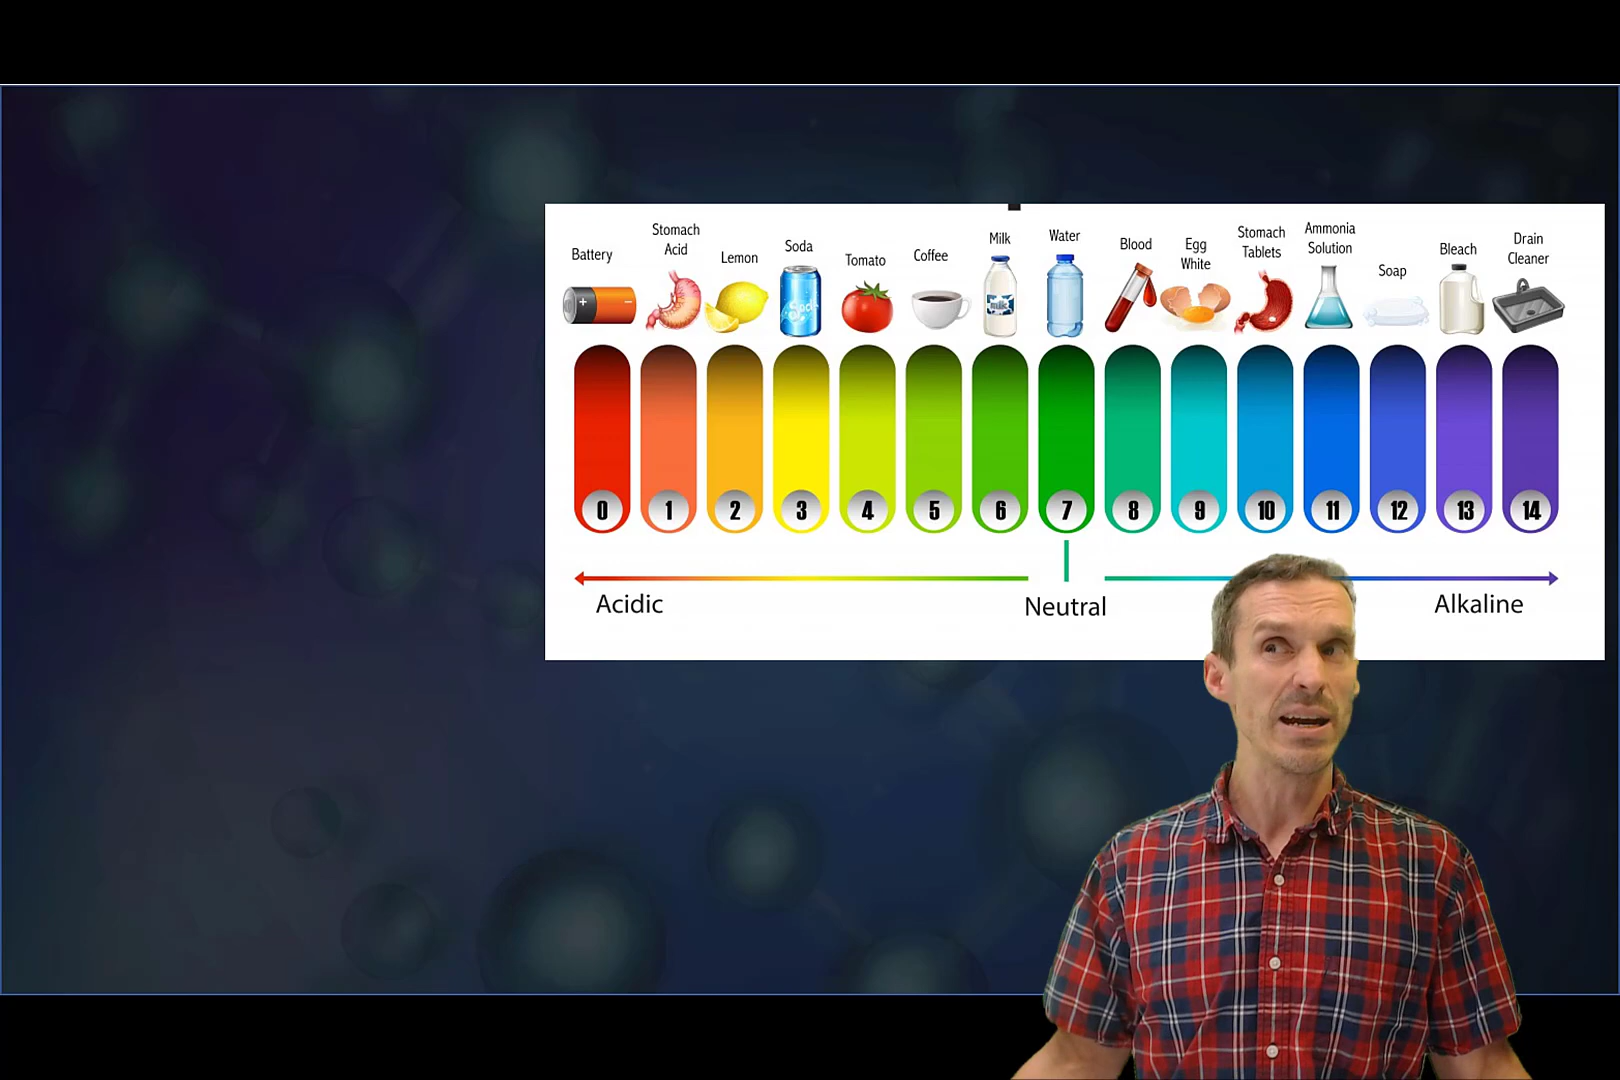 Battery
Stomach
Acid
Lemon
Soda
Tomato
Coffee
Milk
Water
Blood
Egg
White
Stomach
Tablets
Ammonia
Solution
Soap
Bleach
Drain
Cleaner
+ −
Soda
milk
0 1 2 3 4 5 6 7 8 9 10 11 12 13 14
Acidic
Neutral
Alkaline